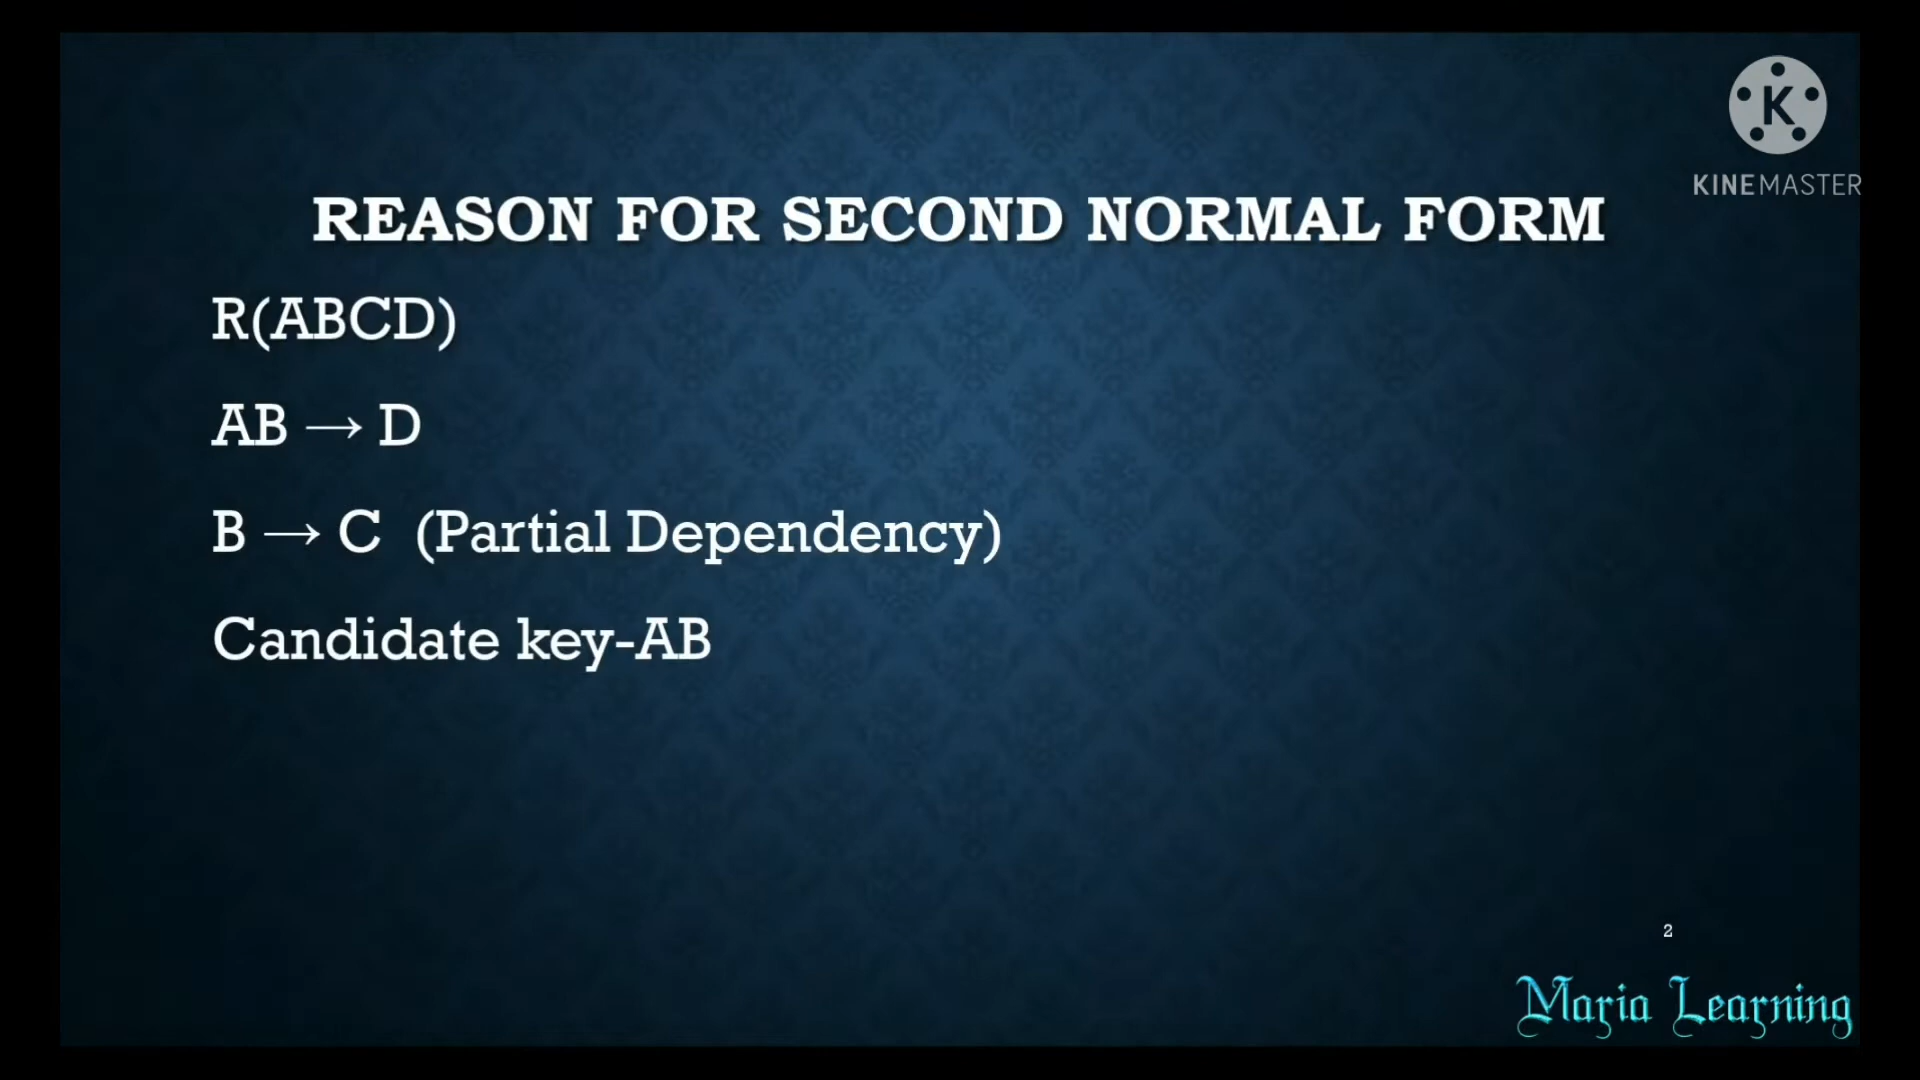 K
KINEMASTER
REASON FOR SECOND NORMAL FORM
R(ABCD)
AB → D
B → C (Partial Dependency)
Candidate key-AB
2
Maria Learning